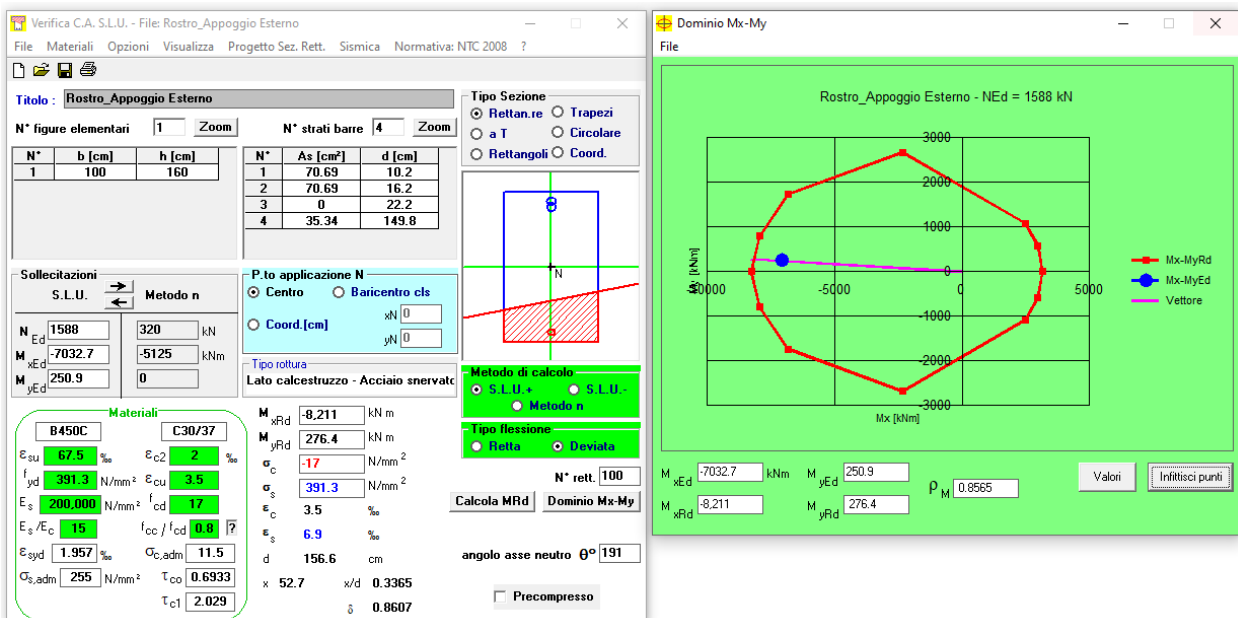 Verifica C.A. S.L.U. - File: Rostro_Appoggio Esterno
File Materiali Opzioni Visualizza Progetto Sez. Rett. Sismica Normativa: NTC 2008 ?
Titolo : Rostro_Appoggio Esterno
N* figure elementari 1 Zoom N* strati barre 4 Zoom
N* b [cm] h [cm]
1 100 160
N* As [cm²] d [cm]
1 70.69 10.2
2 70.69 16.2
3 0 22.2
4 35.34 149.8
Tipo Sezione
Rettan.re Trapezi
a T Circolare
Rettangoli Coord.
N
Sollecitazioni
S.L.U. Metodo n
N Ed 1588 320 kN
M xEd -7032.7 -5125 kNm
M yEd 250.9 0
P.to applicazione N
Centro Baricentro cls
Coord.[cm] xN 0
yN 0
Tipo rottura
Lato calcestruzzo - Acciaio snervato
Metodo di calcolo
S.L.U.+ S.L.U.-
Metodo n
Tipo flessione
Retta Deviata
N* rett. 100
Calcola MRd Dominio Mx-My
angolo asse neutro θ° 191
Precompresso
Materiali
B450C C30/37
εsu 67.5 ‰ εc2 2 ‰
fyd 391.3 N/mm² εcu 3.5
Es 200,000 N/mm² fcd 17
Es/Ec 15 fcc / fcd 0.8 ?
εsyd 1.957 ‰ σc,adm 11.5
σs,adm 255 N/mm² τco 0.6933
τc1 2.029
M xRd -8,211 kN m
M yRd 276.4 kN m
σc -17 N/mm²
σs 391.3 N/mm²
εc 3.5 ‰
εs 6.9 ‰
d 156.6 cm
x 52.7 x/d 0.3365
δ 0.8607
Dominio Mx-My
File
Rostro_Appoggio Esterno - NEd = 1588 kN
3000
2000
1000
0
-1000
-2000
-3000
-5000 0 5000
Mx [kNm]
Mx-MyRd
Mx-MyEd
Vettore
M xEd -7032.7 kNm M yEd 250.9
M xRd -8,211 M yRd 276.4
ρ M 0.8565
Valori Infittisci punti